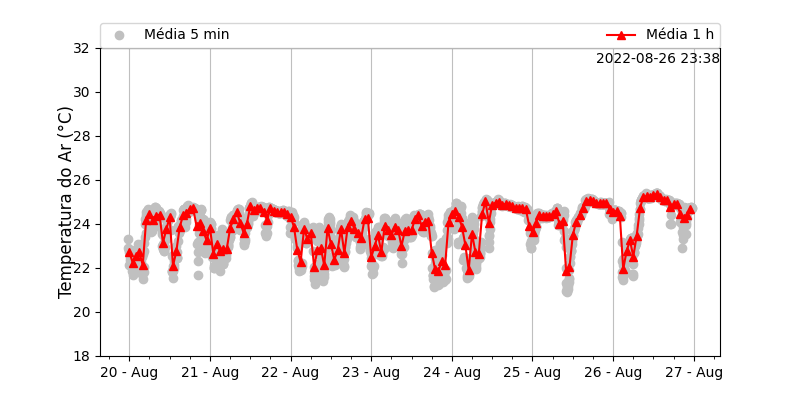 Média 5 min
Média 1 h
2022-08-26 23:38
Temperatura do Ar (°C)
32
30
28
26
24
22
20
18
20 - Aug
21 - Aug
22 - Aug
23 - Aug
24 - Aug
25 - Aug
26 - Aug
27 - Aug